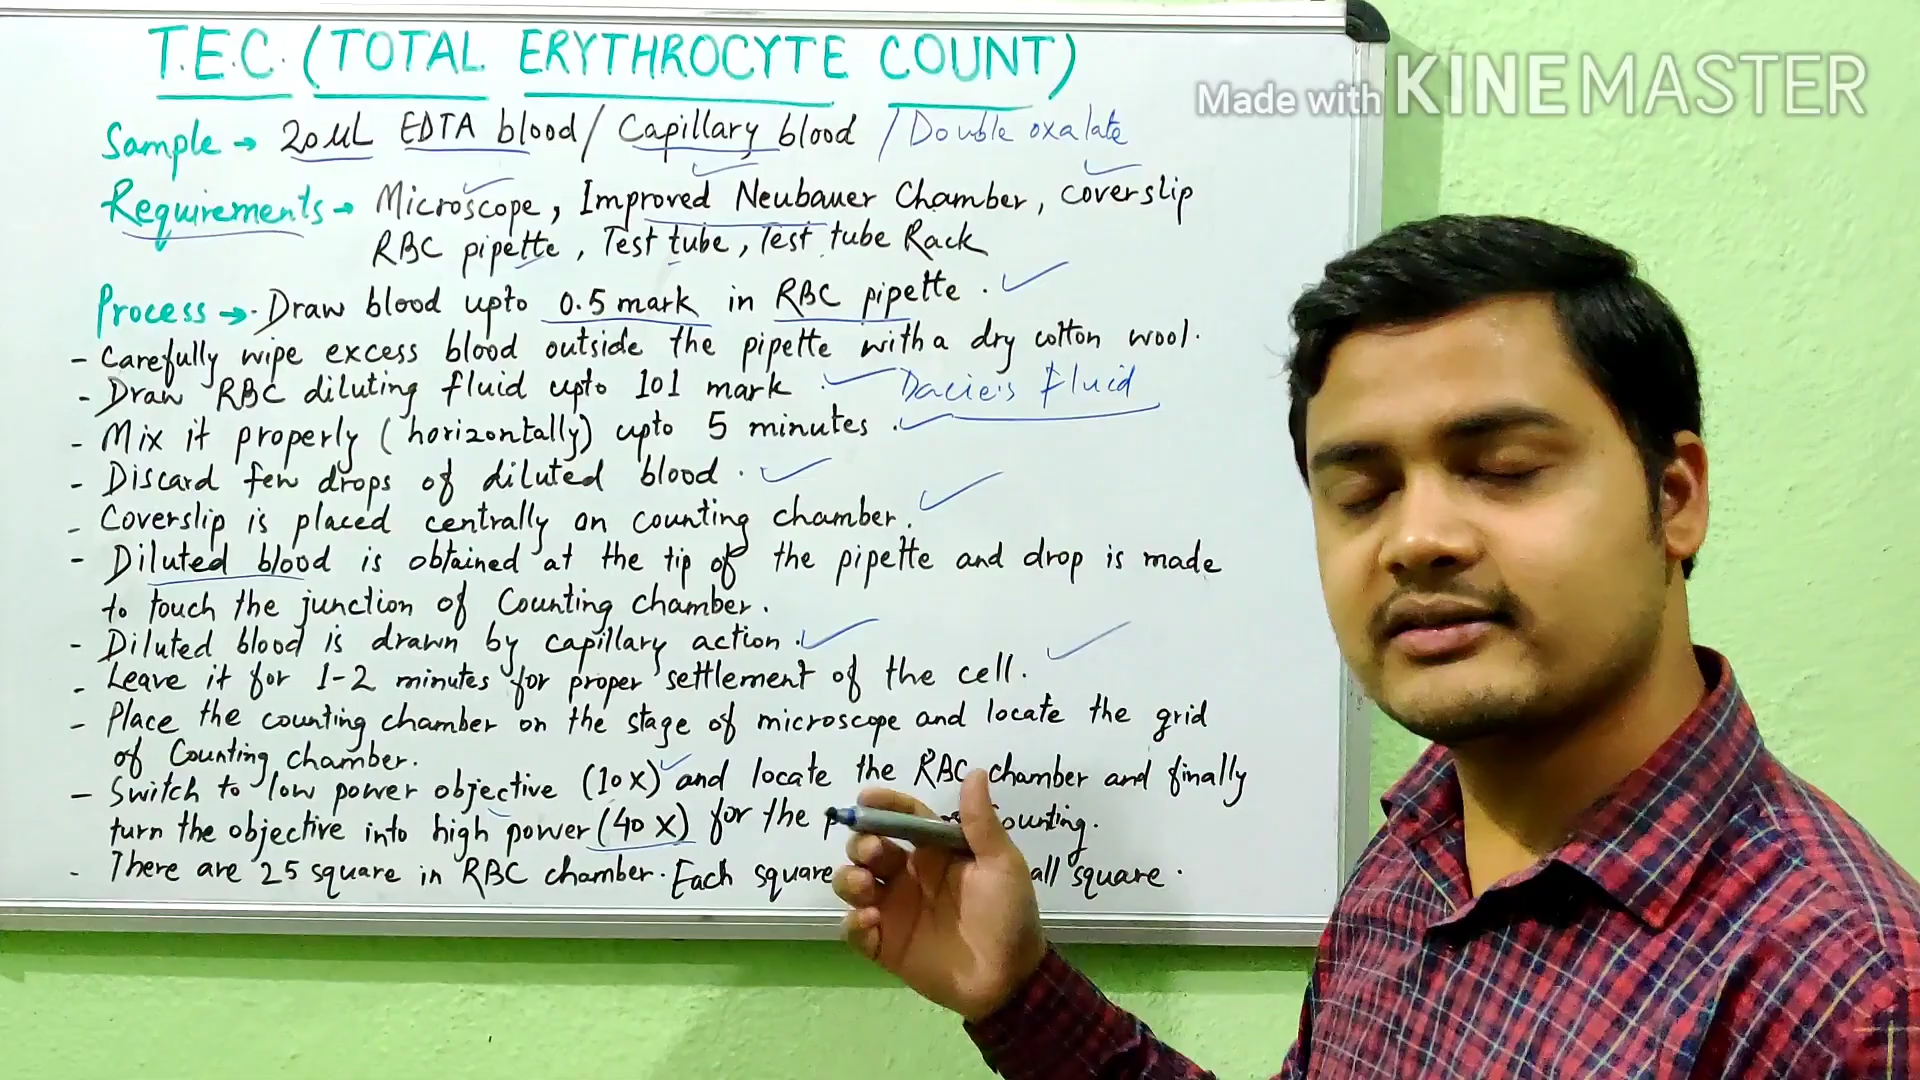 T.E.C. (TOTAL ERYTHROCYTE COUNT)
Made with KINEMASTER
Sample → 20 µL EDTA blood / Capillary blood / Double oxalate
Requirements → Microscope, Improved Neubauer Chamber, coverslip
RBC pipette, Test tube, Test tube Rack
Process → · Draw blood upto 0.5 mark in RBC pipette.
- Carefully wipe excess blood outside the pipette with a dry cotton wool.
- Draw RBC diluting fluid upto 101 mark Dacie's fluid
- Mix it properly (horizontally) upto 5 minutes.
- Discard few drops of diluted blood.
- Coverslip is placed centrally on counting chamber.
- Diluted blood is obtained at the tip of the pipette and drop is made
to touch the junction of Counting chamber.
- Diluted blood is drawn by capillary action.
- Leave it for 1-2 minutes for proper settlement of the cell.
- Place the counting chamber on the stage of microscope and locate the grid
of Counting chamber.
- Switch to low power objective (10x) and locate the RBC chamber and finally
turn the objective into high power (40 X) for the counting.
- There are 25 square in RBC chamber. Each square all square.